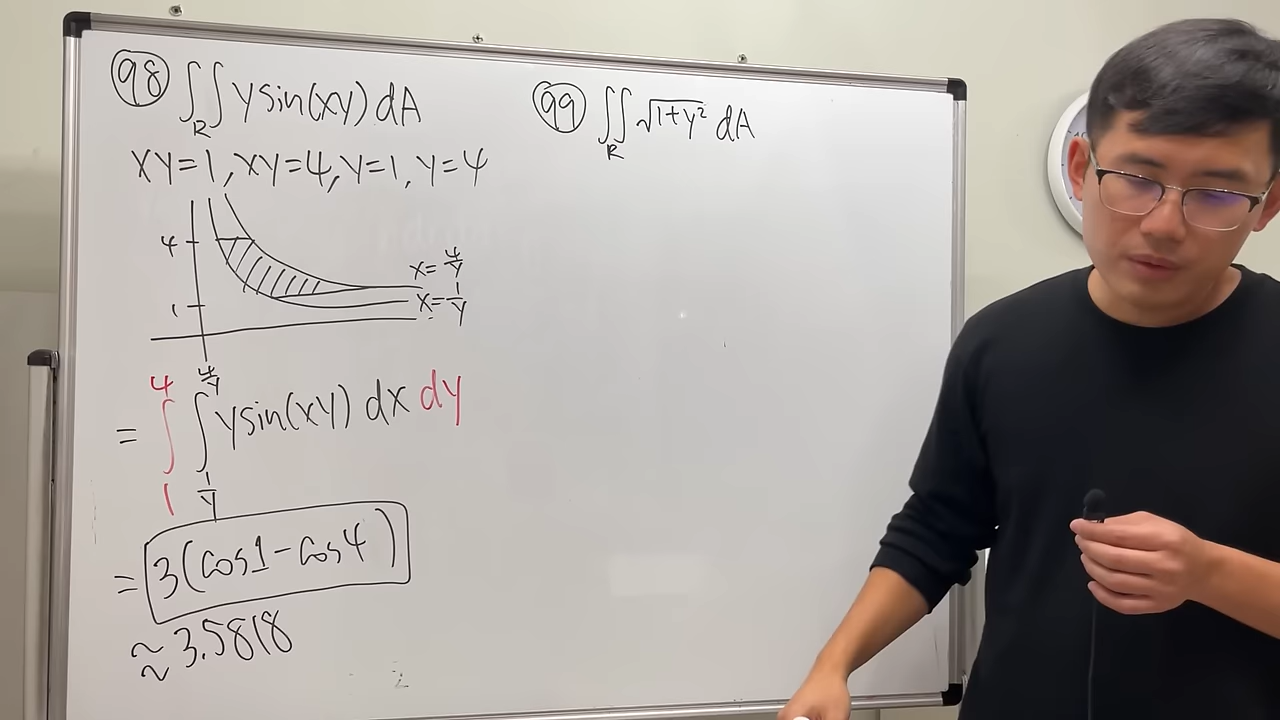 98 ∬_R y sin(xy) dA
xy=1, xy=4, y=1, y=4
4
x=4/y
1
x=1/y
= ∫_1^4 ∫_{1/y}^{4/y} y sin(xy) dx dy
= 3(cos1-cos4)
≈ 3.5818
99 ∬_R √(1+y²) dA